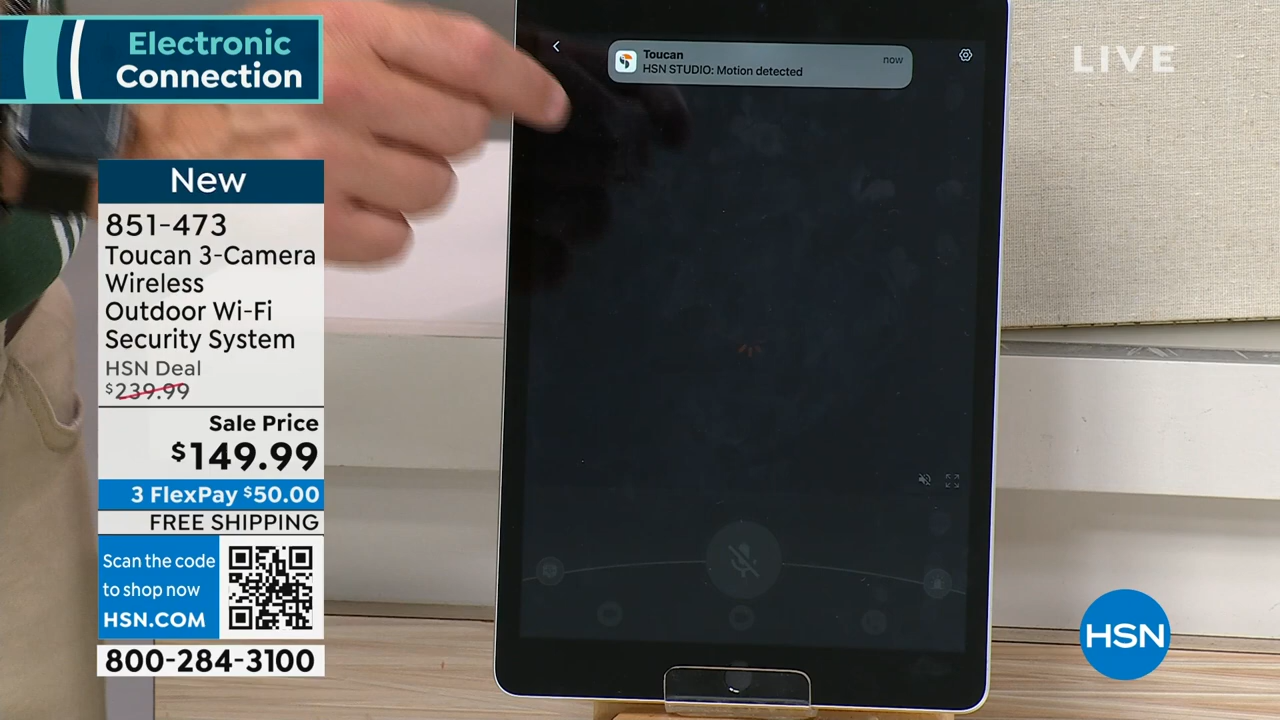 Electronic
Connection
New
851-473
Toucan 3-Camera
Wireless
Outdoor Wi-Fi
Security System
HSN Deal
$239.99
Sale Price
$149.99
3 FlexPay $50.00
FREE SHIPPING
Scan the code
to shop now
HSN.COM
800-284-3100
Toucan
now
HSN STUDIO: Motion detected
LIVE
HSN